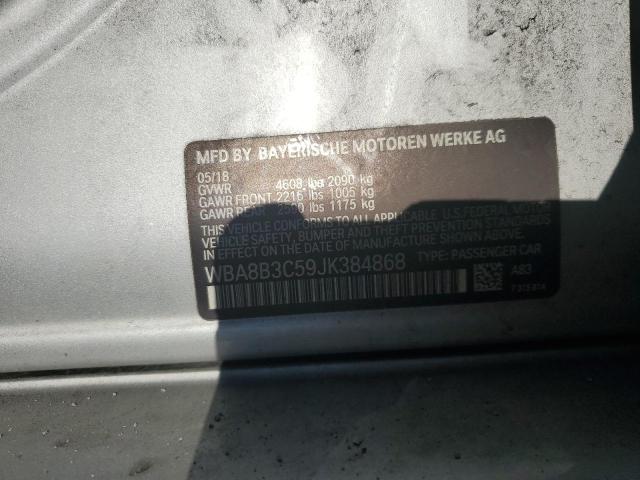 MFD BY BAYERISCHE MOTOREN WERKE AG
05/18
GVWR 4608 lbs 2090 kg
GAWR FRONT 2216 lbs 1005 kg
GAWR REAR 2590 lbs 1175 kg
THIS VEHICLE CONFORMS TO ALL APPLICABLE U.S. FEDERAL MOTOR
VEHICLE SAFETY, BUMPER AND THEFT PREVENTION STANDARDS
IN EFFECT ON THE DATE OF MANUFACTURE SHOWN ABOVE.
WBA8B3C59JK384868 TYPE: PASSENGER CAR
A83